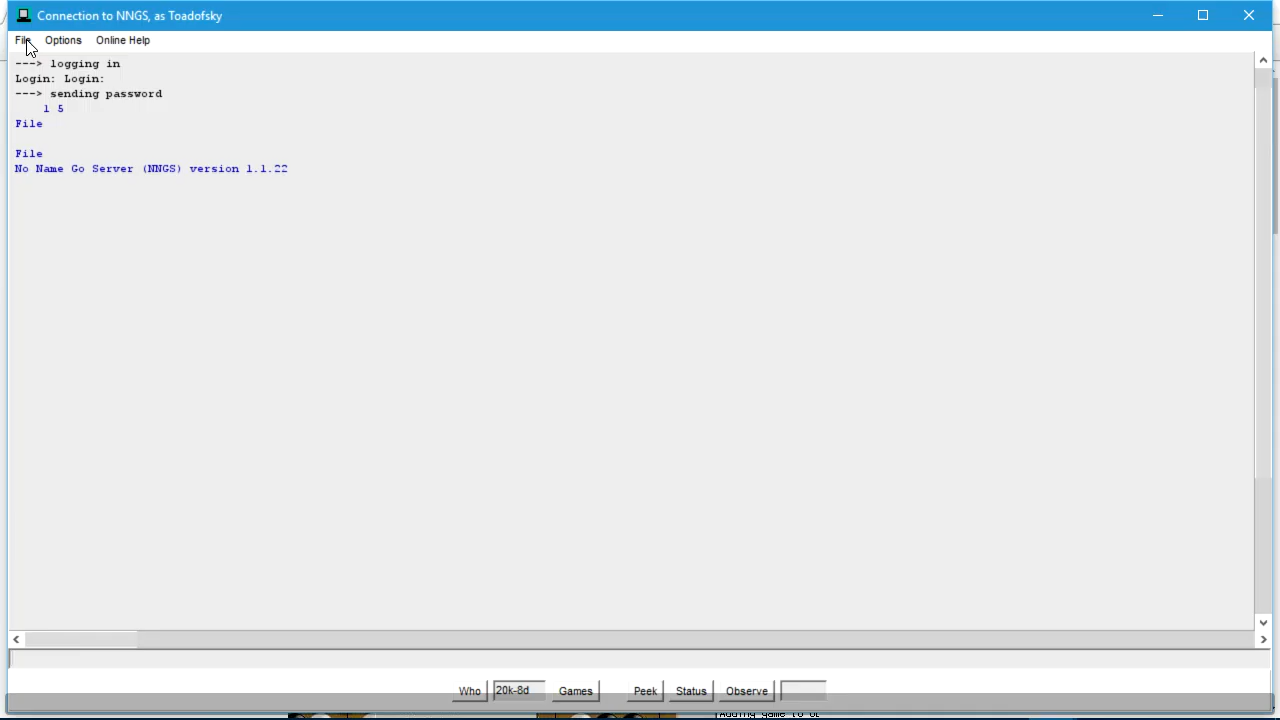 Connection to NNGS, as Toadofsky
File Options Online Help
---> logging in
Login: Login:
---> sending password
1 5
File
File
No Name Go Server (NNGS) version 1.1.22
Who 20k-8d Games Peek Status Observe